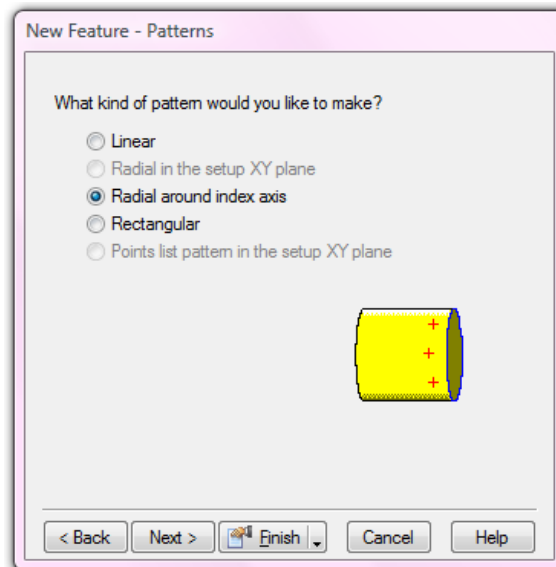 New Feature - Patterns
What kind of pattern would you like to make?
Linear
Radial in the setup XY plane
Radial around index axis
Rectangular
Points list pattern in the setup XY plane
< Back Next > Finish Cancel Help